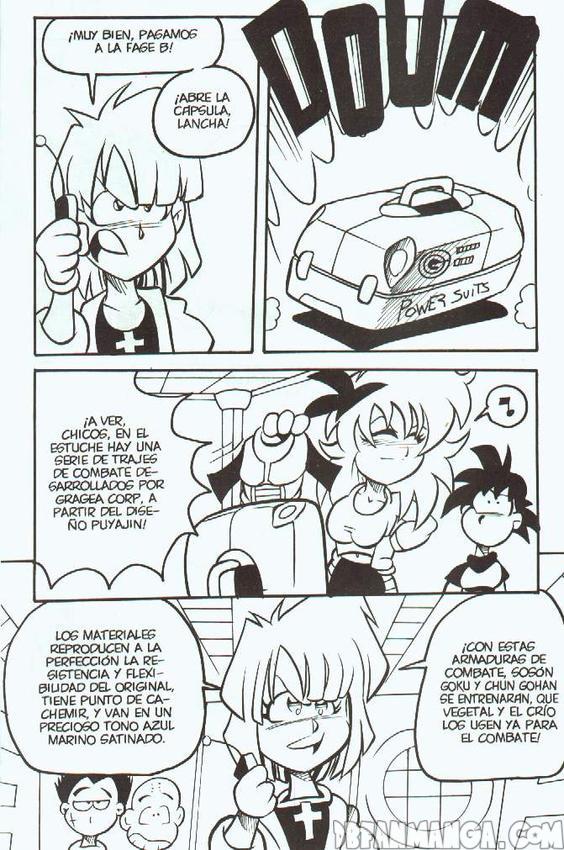 ¡MUY BIEN, PAGAMOS
A LA FASE B!
¡ABRE LA
CÁPSULA,
LANCHA!
DOUM
G
POWER SUITS
¡A VER,
CHICOS, EN EL
ESTUCHE HAY UNA
SERIE DE TRAJES
DE COMBATE DE-
SARROLLADOS POR
GRAGEA CORP, A
PARTIR DEL DISE-
ÑO PUYAJIN!
♪
LOS MATERIALES
REPRODUCEN A LA
PERFECCIÓN LA RE-
SISTENCIA Y FLEXI-
BILIDAD DEL ORIGINAL,
TIENE PUNTO DE CA-
CHEMIR, Y VAN EN UN
PRECIOSO TONO AZUL
MARINO SATINADO.
¡CON ESTAS
ARMADURAS DE
COMBATE, SOSÓN
GOKU Y CHUN GOHAN
SE ENTRENARAN, QUE
VEGETAL Y EL CRÍO
LOS USEN YA PARA
EL COMBATE!
DBFANMANGA.COM